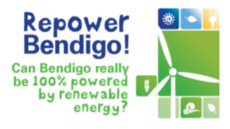 Repower
Bendigo!
Can Bendigo really
be 100% powered
by renewable
energy?